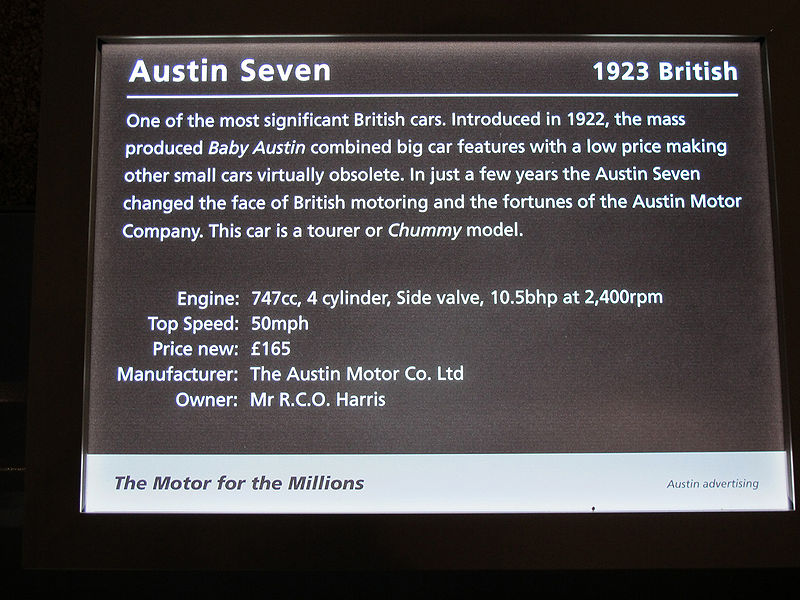 Austin Seven
1923 British
One of the most significant British cars. Introduced in 1922, the mass
produced Baby Austin combined big car features with a low price making
other small cars virtually obsolete. In just a few years the Austin Seven
changed the face of British motoring and the fortunes of the Austin Motor
Company. This car is a tourer or Chummy model.
Engine: 747cc, 4 cylinder, Side valve, 10.5bhp at 2,400rpm
Top Speed: 50mph
Price new: £165
Manufacturer: The Austin Motor Co. Ltd
Owner: Mr R.C.O. Harris
The Motor for the Millions
Austin advertising